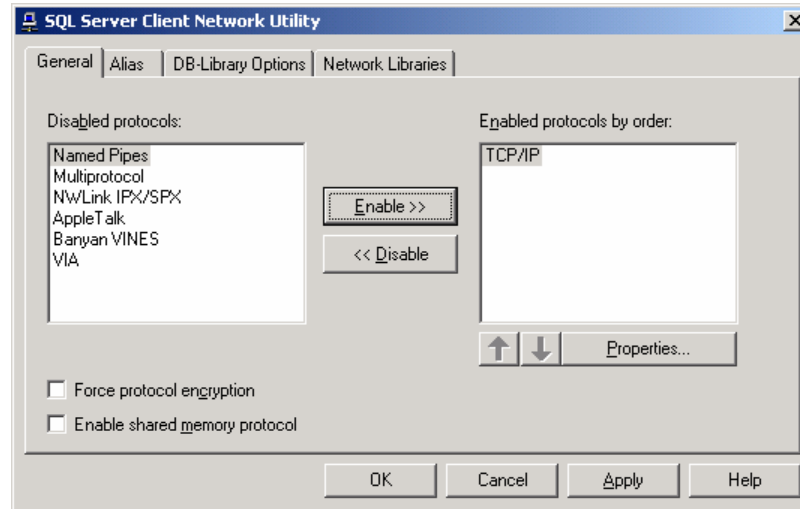 SQL Server Client Network Utility
General Alias DB-Library Options Network Libraries
Disabled protocols:
Named Pipes
Multiprotocol
NWLink IPX/SPX
AppleTalk
Banyan VINES
VIA
Enable >>
<< Disable
Enabled protocols by order:
TCP/IP
Properties...
Force protocol encryption
Enable shared memory protocol
OK Cancel Apply Help